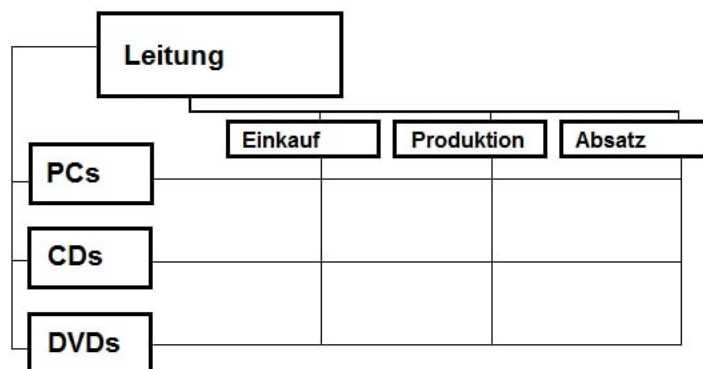 Leitung
Einkauf
Produktion
Absatz
PCs
CDs
DVDs